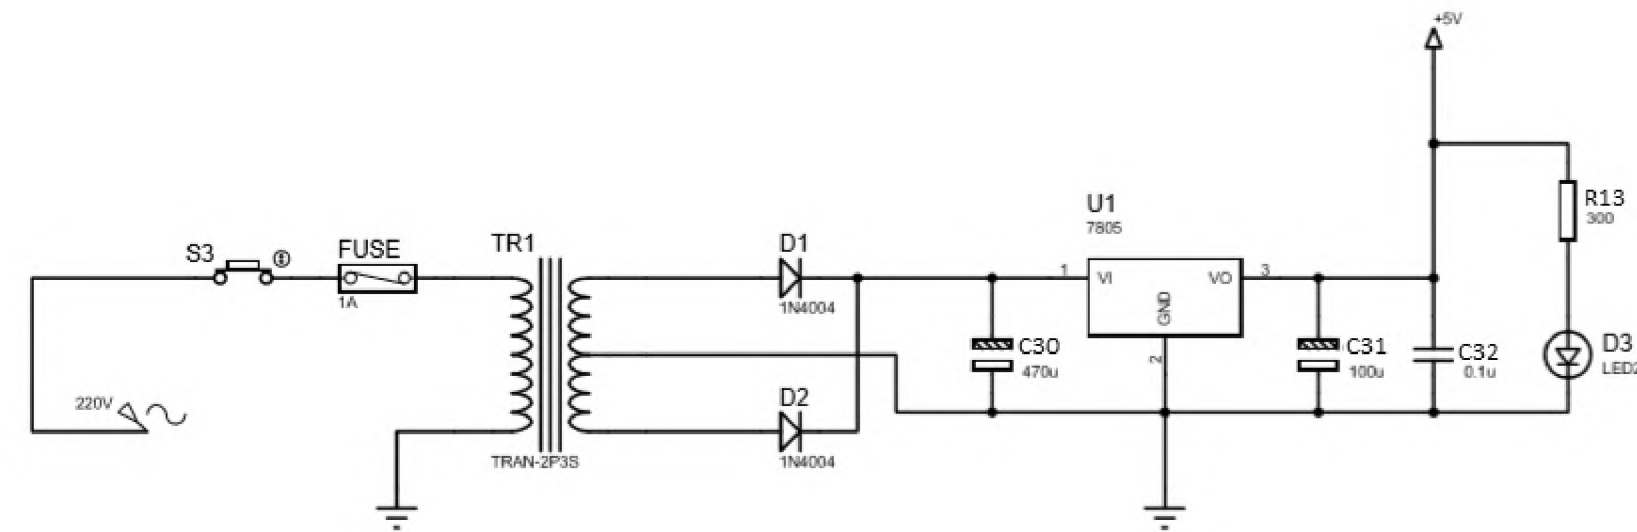 +5V
R13
300
U1
7805
S3
FUSE
1A
TR1
D1
1N4004
1
VI
VO
3
GND
2
C30
470u
C31
100u
C32
0.1u
D3
LED2
220V
D2
1N4004
TRAN-2P3S